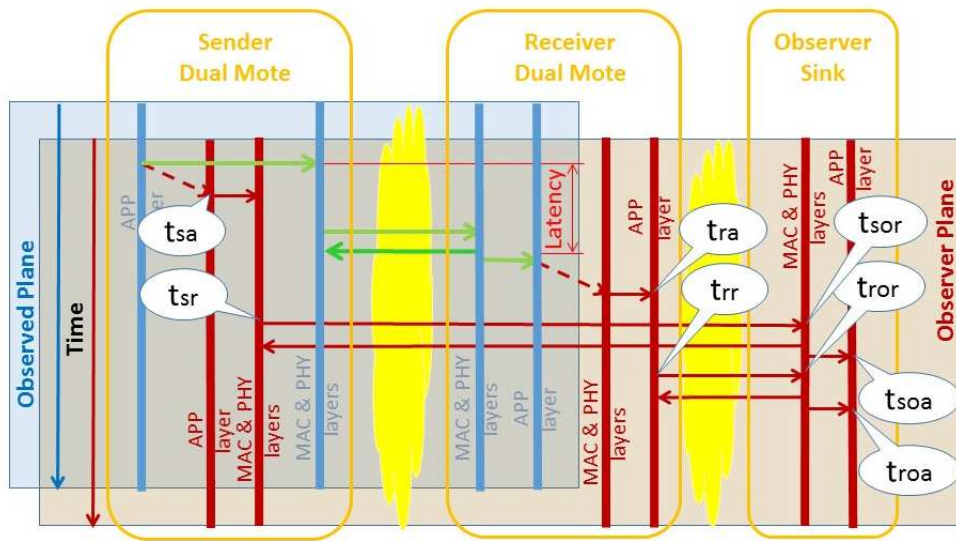 Sender
Dual Mote
Receiver
Dual Mote
Observer
Sink
Observed Plane
Time
APP
layer
tsa
tsr
APP
layer
MAC & PHY
layers
MAC & PHY
layers
MAC & PHY
layers
APP
layer
Latency
MAC & PHY
layers
APP
layer
tra
trr
MAC & PHY
layers
APP
layer
tsor
tror
tsoa
troa
Observer Plane